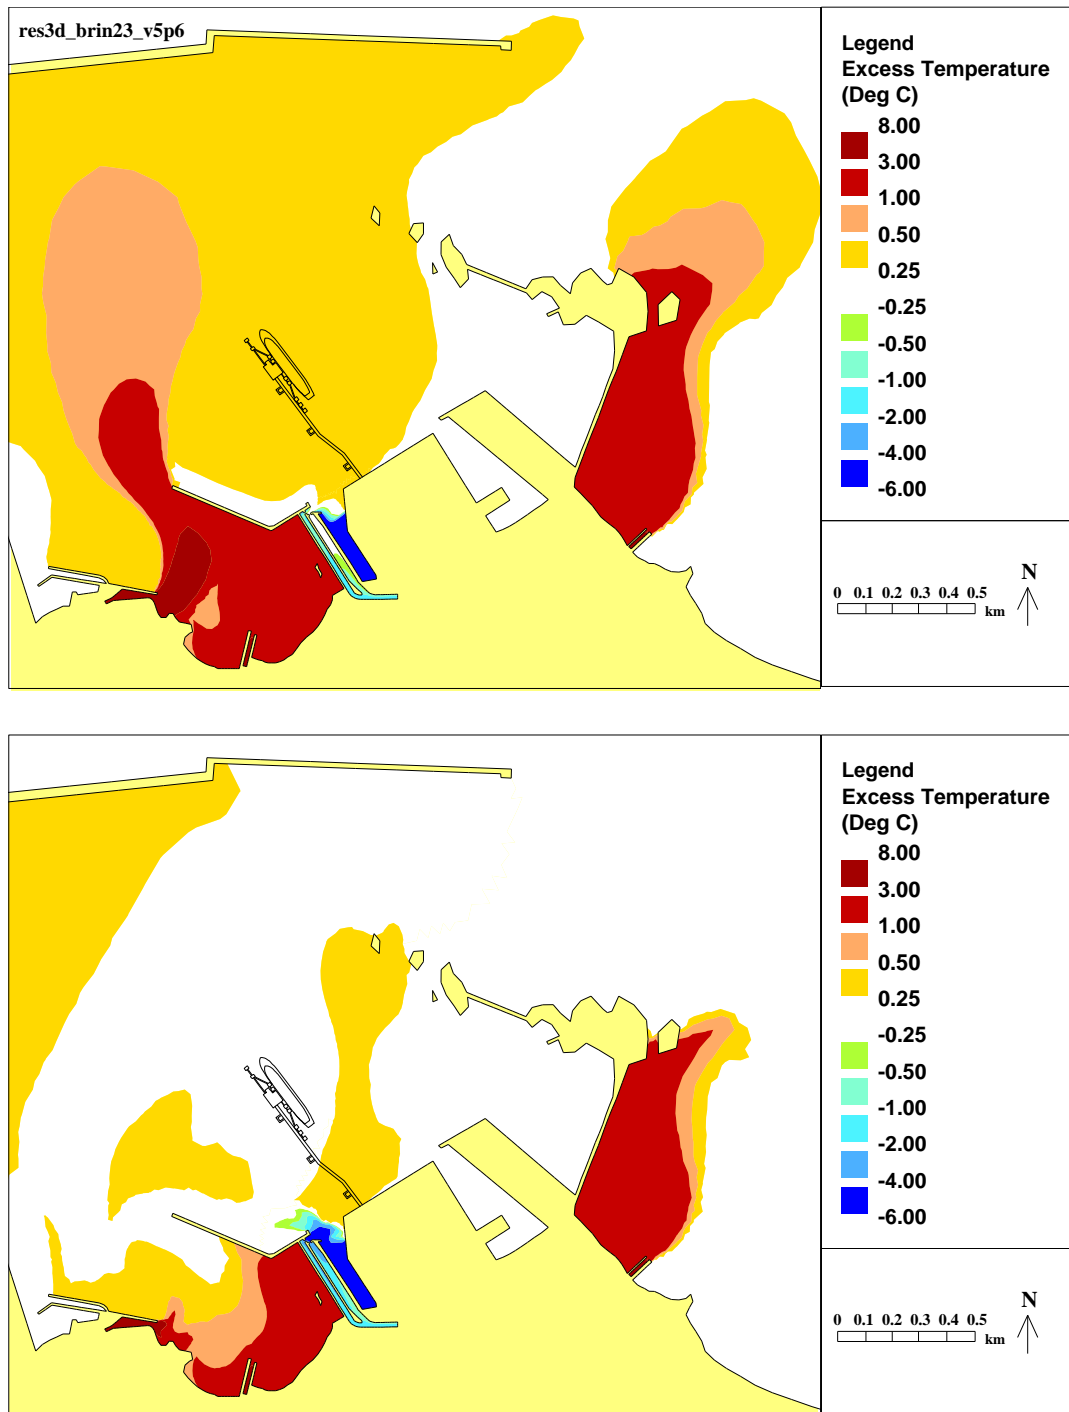 res3d_brin23_v5p6
Legend
Excess Temperature
(Deg C)
8.00
3.00
1.00
0.50
0.25
-0.25
-0.50
-1.00
-2.00
-4.00
-6.00
N
0 0.1 0.2 0.3 0.4 0.5
km
Legend
Excess Temperature
(Deg C)
8.00
3.00
1.00
0.50
0.25
-0.25
-0.50
-1.00
-2.00
-4.00
-6.00
N
0 0.1 0.2 0.3 0.4 0.5
km